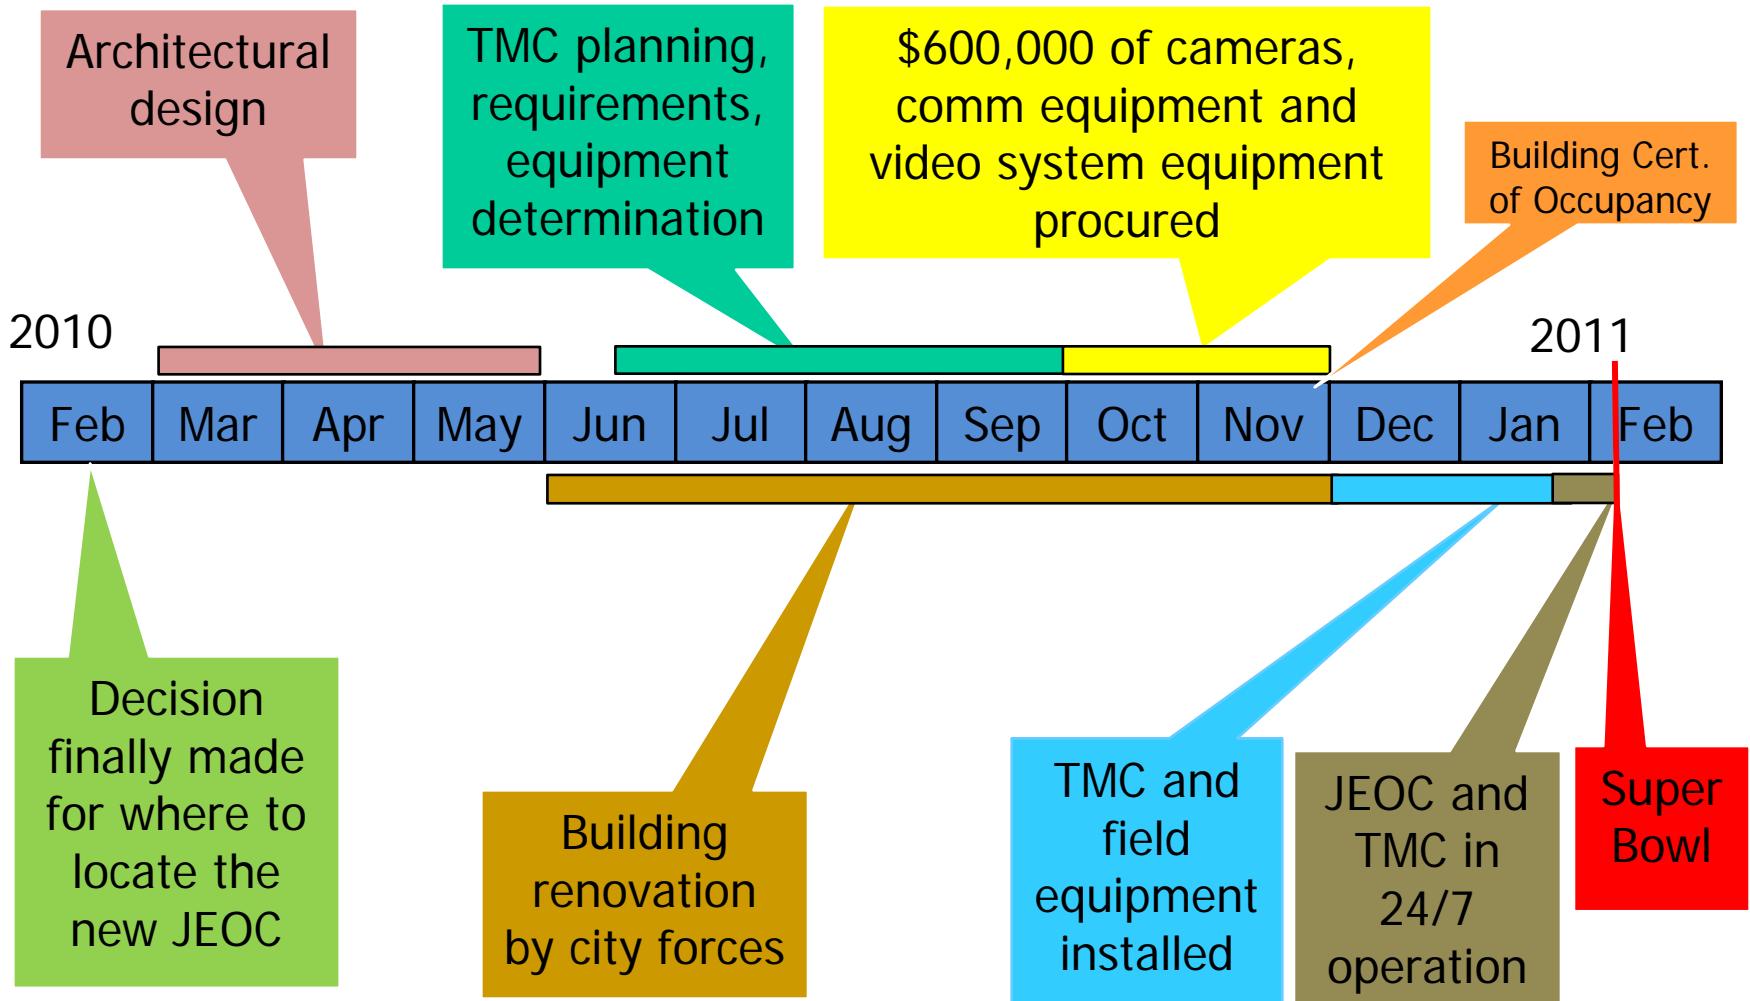 Architectural
design
TMC planning,
requirements,
equipment
determination
$600,000 of cameras,
comm equipment and
video system equipment
procured
Building Cert.
of Occupancy
2010
2011
Feb Mar Apr May Jun Jul Aug Sep Oct Nov Dec Jan Feb
Decision
finally made
for where to
locate the
new JEOC
Building
renovation
by city forces
TMC and
field
equipment
installed
JEOC and
TMC in
24/7
operation
Super
Bowl